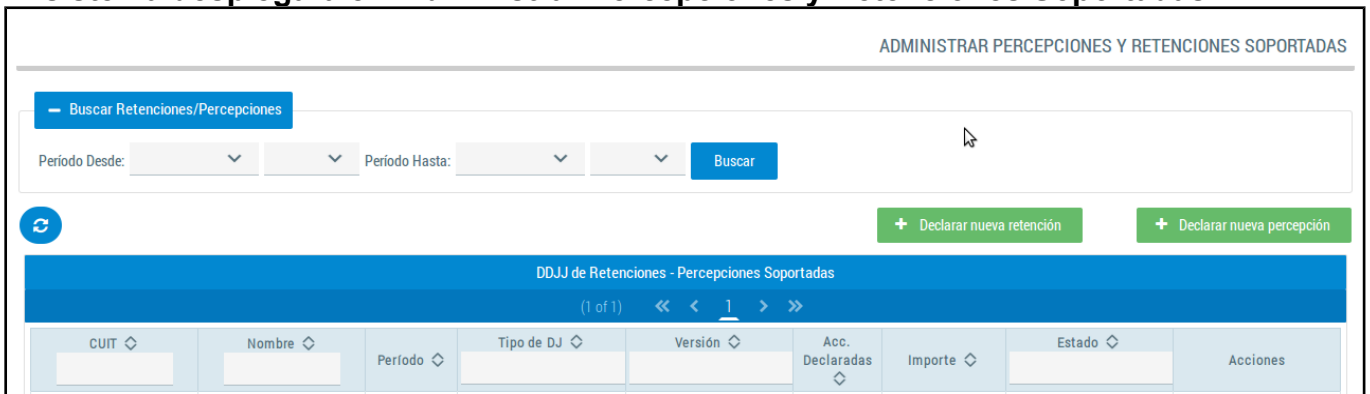 ADMINISTRAR PERCEPCIONES Y RETENCIONES SOPORTADAS
Buscar Retenciones/Percepciones
Período Desde: Período Hasta: Buscar
+ Declarar nueva retención + Declarar nueva percepción
DDJJ de Retenciones - Percepciones Soportadas
(1 of 1) 1
CUIT Nombre Período Tipo de DJ Versión Acc. Declaradas Importe Estado Acciones